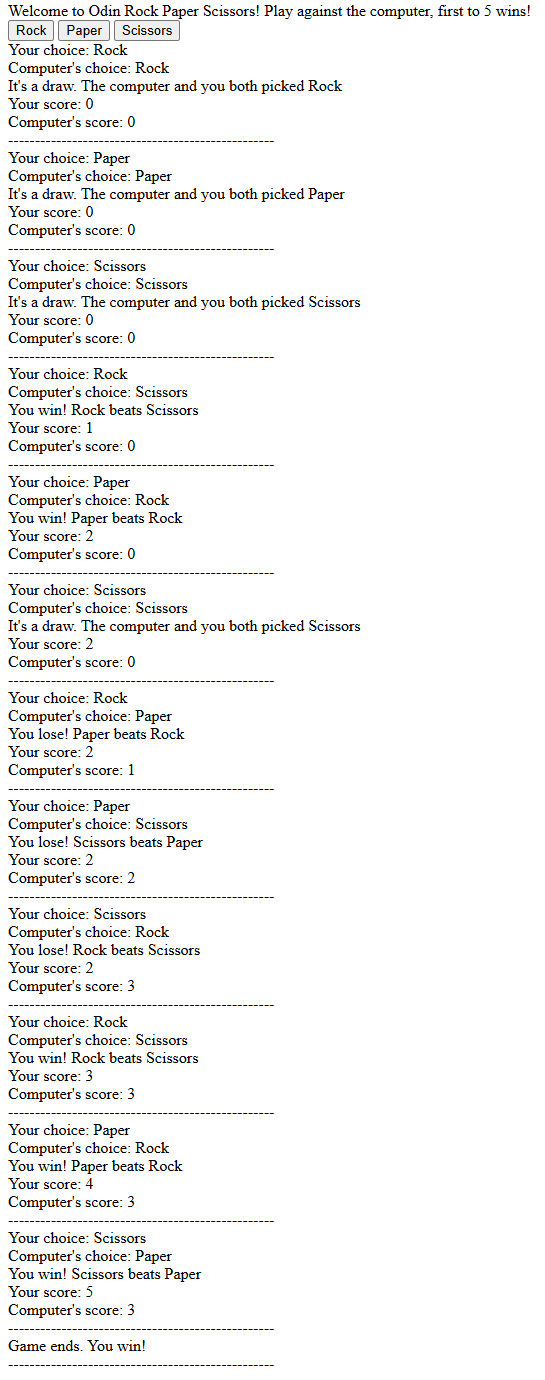 Welcome to Odin Rock Paper Scissors! Play against the computer, first to 5 wins!
Rock Paper Scissors
Your choice: Rock
Computer's choice: Rock
It's a draw. The computer and you both picked Rock
Your score: 0
Computer's score: 0
--------------------------------------------------
Your choice: Paper
Computer's choice: Paper
It's a draw. The computer and you both picked Paper
Your score: 0
Computer's score: 0
--------------------------------------------------
Your choice: Scissors
Computer's choice: Scissors
It's a draw. The computer and you both picked Scissors
Your score: 0
Computer's score: 0
--------------------------------------------------
Your choice: Rock
Computer's choice: Scissors
You win! Rock beats Scissors
Your score: 1
Computer's score: 0
--------------------------------------------------
Your choice: Paper
Computer's choice: Rock
You win! Paper beats Rock
Your score: 2
Computer's score: 0
--------------------------------------------------
Your choice: Scissors
Computer's choice: Scissors
It's a draw. The computer and you both picked Scissors
Your score: 2
Computer's score: 0
--------------------------------------------------
Your choice: Rock
Computer's choice: Paper
You lose! Paper beats Rock
Your score: 2
Computer's score: 1
--------------------------------------------------
Your choice: Paper
Computer's choice: Scissors
You lose! Scissors beats Paper
Your score: 2
Computer's score: 2
--------------------------------------------------
Your choice: Scissors
Computer's choice: Rock
You lose! Rock beats Scissors
Your score: 2
Computer's score: 3
--------------------------------------------------
Your choice: Rock
Computer's choice: Scissors
You win! Rock beats Scissors
Your score: 3
Computer's score: 3
--------------------------------------------------
Your choice: Paper
Computer's choice: Rock
You win! Paper beats Rock
Your score: 4
Computer's score: 3
--------------------------------------------------
Your choice: Scissors
Computer's choice: Paper
You win! Scissors beats Paper
Your score: 5
Computer's score: 3
--------------------------------------------------
Game ends. You win!
--------------------------------------------------